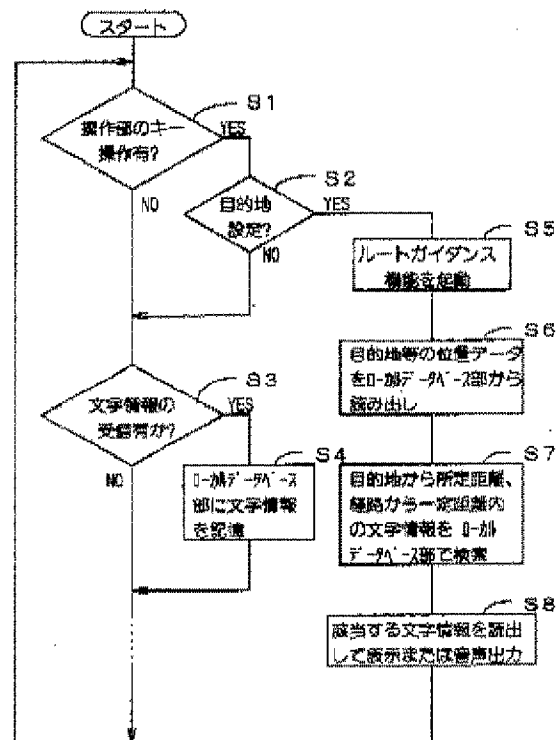 スタート
S1
操作部のキー
操作有?
YES
NO
S2
目的地
設定?
YES
NO
S5
ルートガイダンス
機能を起動
S6
目的地等の位置データ
をﾛｰｶﾙﾃﾞｰﾀﾍﾞｰｽ部から
読み出し
S3
文字情報の
受信有か?
YES
NO
S4
ﾛｰｶﾙﾃﾞｰﾀﾍﾞｰｽ
部に文字情報
を記憶
S7
目的地から所定距離、
経路から一定距離内
の文字情報を ﾛｰｶﾙ
ﾃﾞｰﾀﾍﾞｰｽ部で検索
S8
該当する文字情報を読出
して表示または音声出力